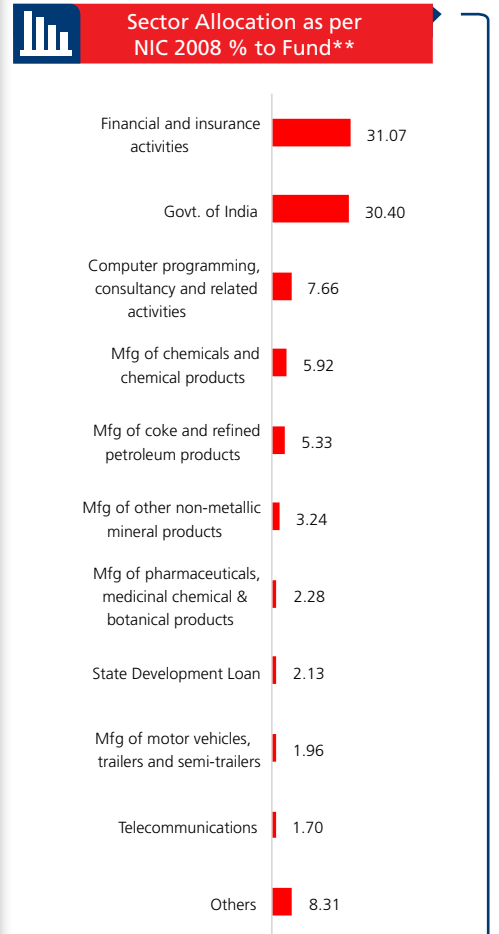 Sector Allocation as per
NIC 2008 % to Fund**
Financial and insurance
activities
31.07
Govt. of India
30.40
Computer programming,
consultancy and related
activities
7.66
Mfg of chemicals and
chemical products
5.92
Mfg of coke and refined
petroleum products
5.33
Mfg of other non-metallic
mineral products
3.24
Mfg of pharmaceuticals,
medicinal chemical &
botanical products
2.28
State Development Loan
2.13
Mfg of motor vehicles,
trailers and semi-trailers
1.96
Telecommunications
1.70
Others
8.31